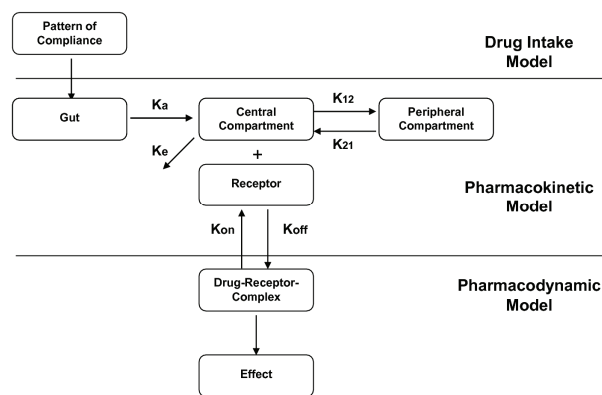 Pattern of
Compliance
Drug Intake
Model
Gut
Ka
Central
Compartment
K12
Peripheral
Compartment
K21
Ke
+
Receptor
Pharmacokinetic
Model
Kon
Koff
Drug-Receptor-
Complex
Pharmacodynamic
Model
Effect